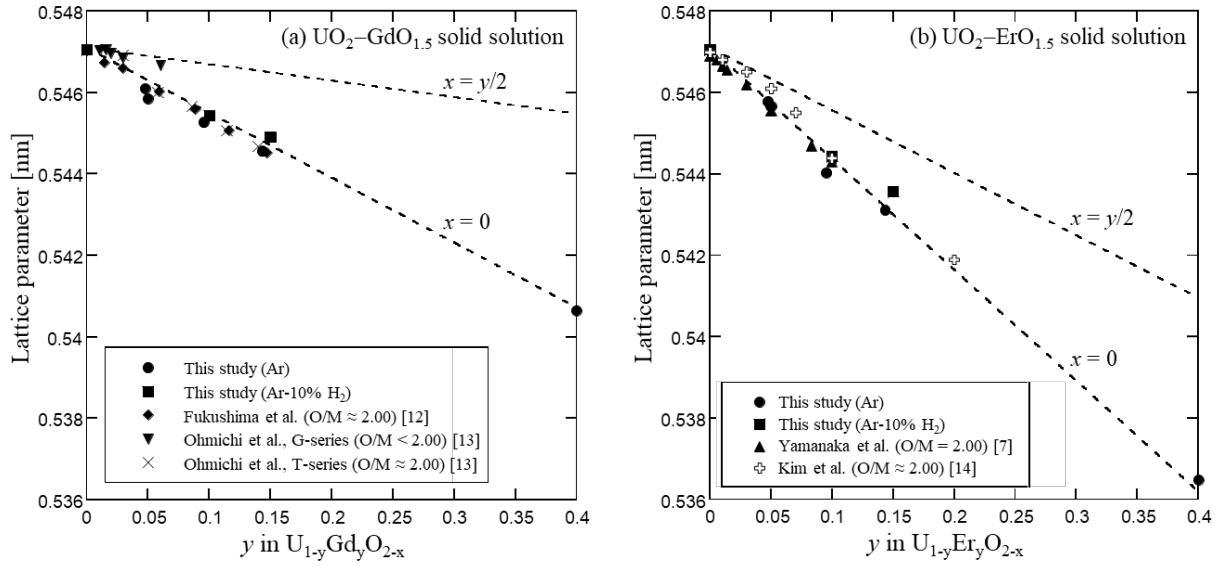 (a) UO₂–GdO₁.₅ solid solution
0.548
0.546
0.544
0.542
0.54
0.538
0.536
Lattice parameter [nm]
x = y/2
x = 0
This study (Ar)
This study (Ar-10% H₂)
Fukushima et al. (O/M ≈ 2.00) [12]
Ohmichi et al., G-series (O/M < 2.00) [13]
Ohmichi et al., T-series (O/M ≈ 2.00) [13]
0 0.05 0.1 0.15 0.2 0.25 0.3 0.35 0.4
y in U₁₋yGdyO₂₋x
(b) UO₂–ErO₁.₅ solid solution
0.548
0.546
0.544
0.542
0.54
0.538
0.536
Lattice parameter [nm]
x = y/2
x = 0
This study (Ar)
This study (Ar-10% H₂)
Yamanaka et al. (O/M = 2.00) [7]
Kim et al. (O/M ≈ 2.00) [14]
0 0.05 0.1 0.15 0.2 0.25 0.3 0.35 0.4
y in U₁₋yEryO₂₋x